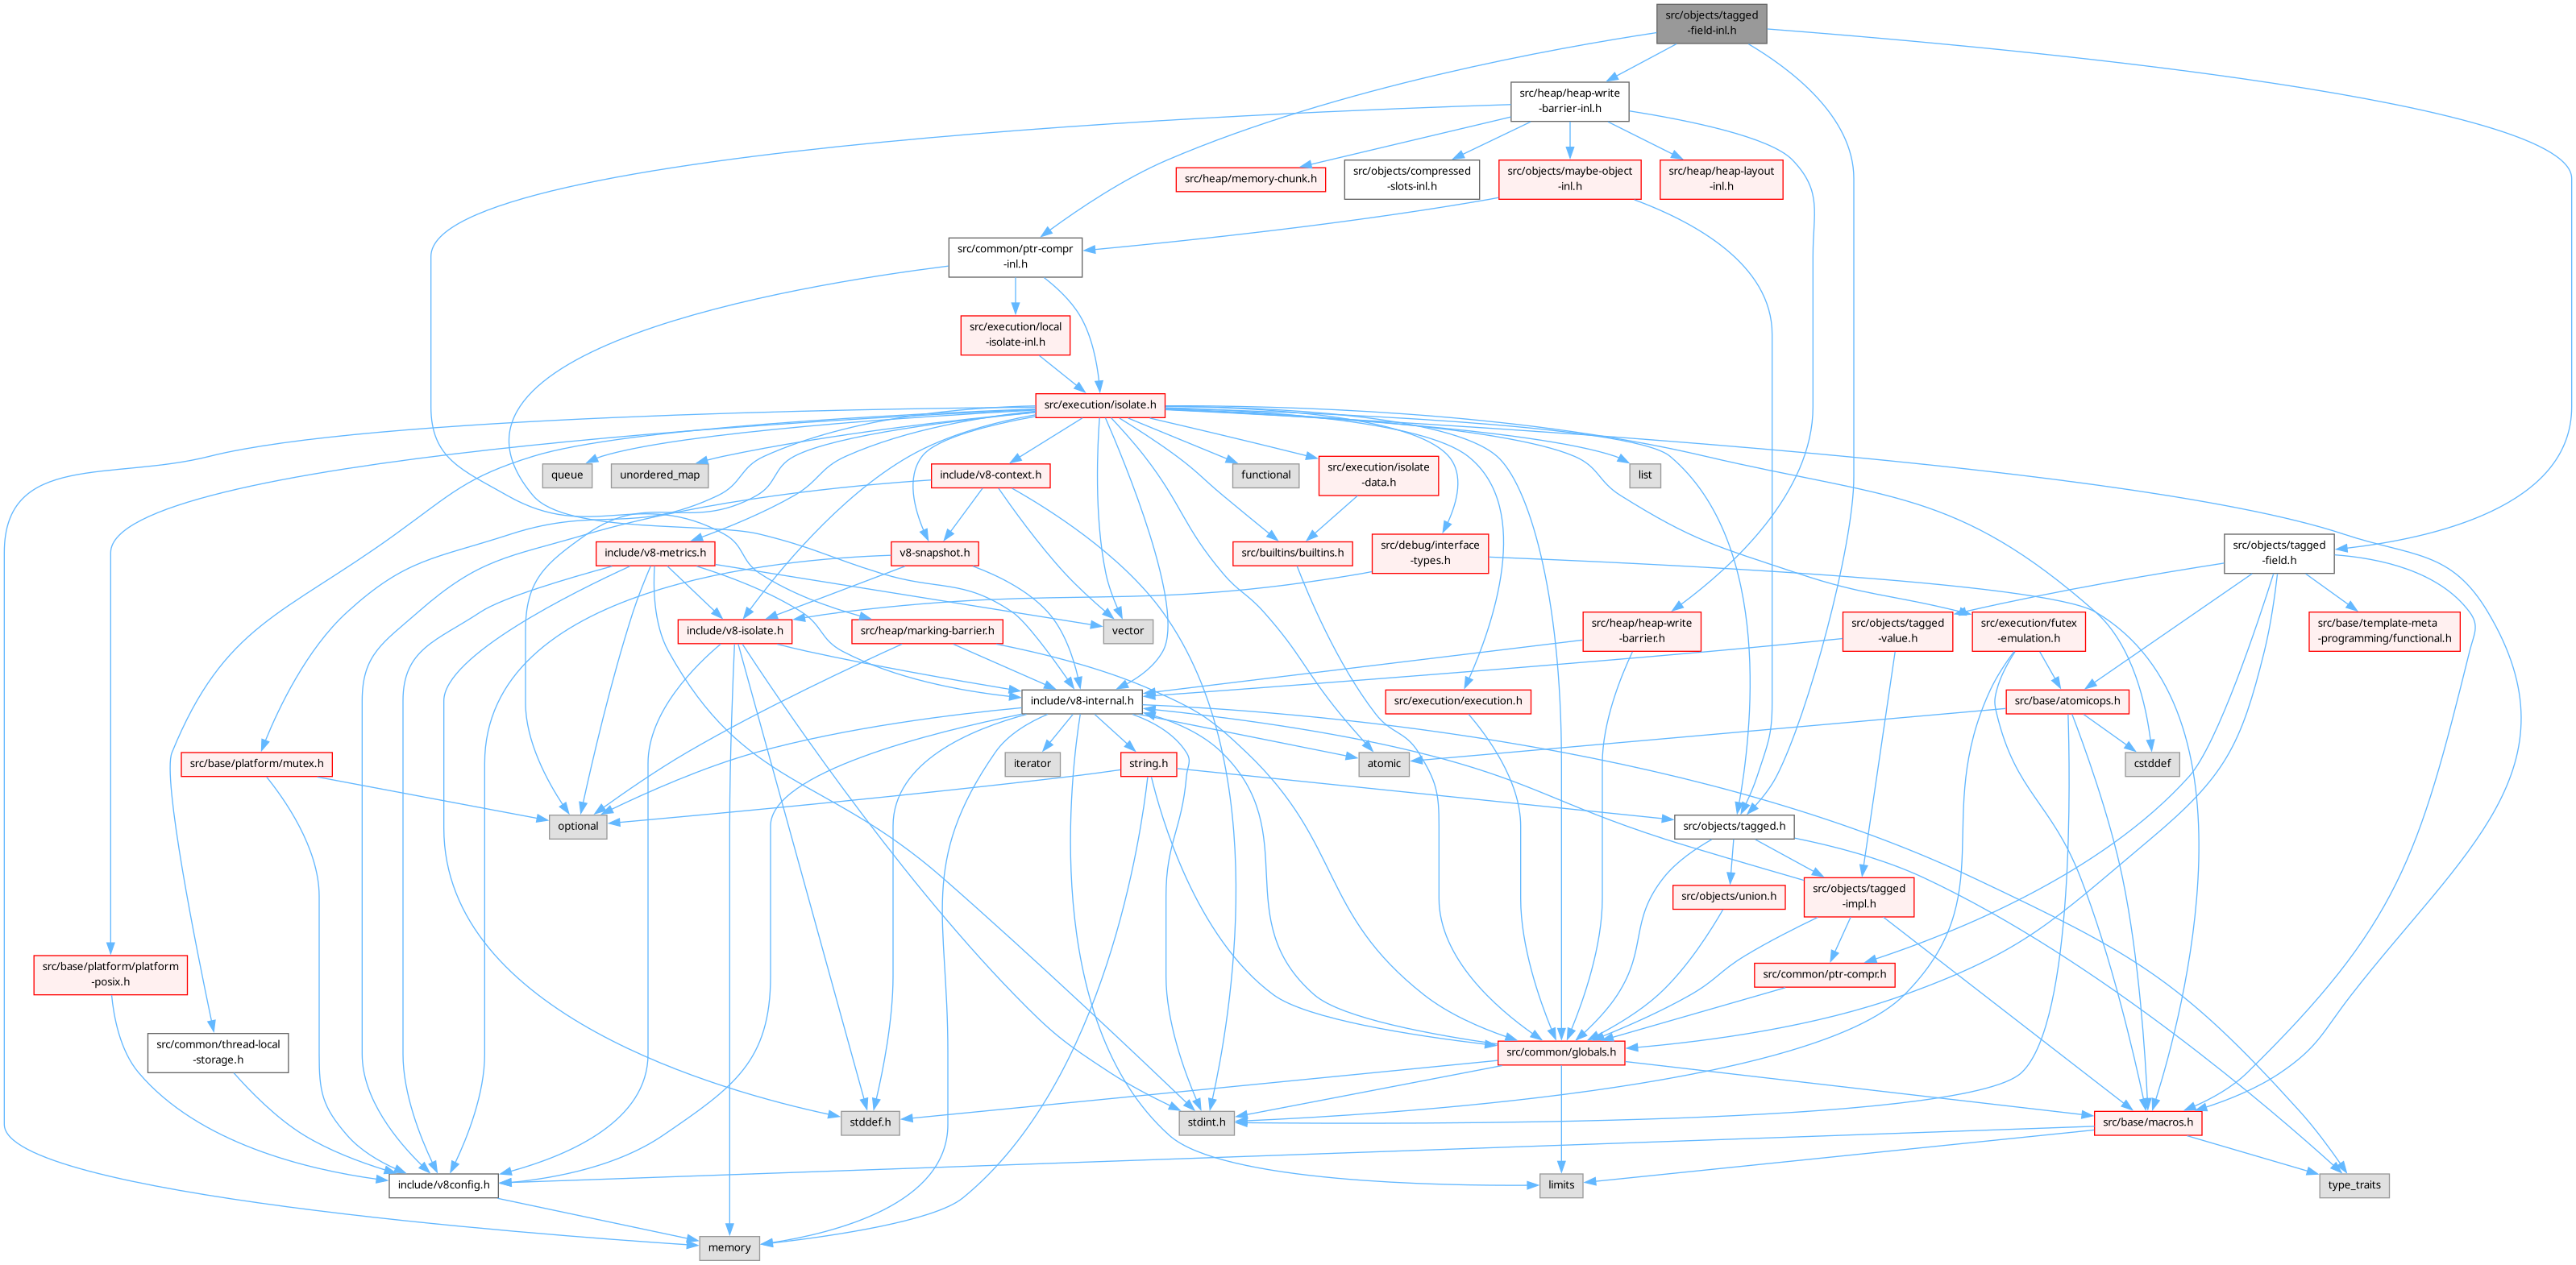 src/objects/tagged
-field-inl.h
src/heap/heap-write
-barrier-inl.h
src/heap/memory-chunk.h
src/objects/compressed
-slots-inl.h
src/objects/maybe-object
-inl.h
src/heap/heap-layout
-inl.h
src/common/ptr-compr
-inl.h
src/execution/local
-isolate-inl.h
src/execution/isolate.h
queue
unordered_map
include/v8-context.h
functional
src/execution/isolate
-data.h
list
include/v8-metrics.h
v8-snapshot.h
src/builtins/builtins.h
src/debug/interface
-types.h
src/objects/tagged
-field.h
include/v8-isolate.h
src/heap/marking-barrier.h
vector
src/heap/heap-write
-barrier.h
src/objects/tagged
-value.h
src/execution/futex
-emulation.h
src/base/template-meta
-programming/functional.h
include/v8-internal.h
src/execution/execution.h
src/base/atomicops.h
src/base/platform/mutex.h
iterator
string.h
atomic
cstddef
optional
src/objects/tagged.h
src/objects/union.h
src/objects/tagged
-impl.h
src/base/platform/platform
-posix.h
src/common/ptr-compr.h
src/common/thread-local
-storage.h
src/common/globals.h
stddef.h
stdint.h
src/base/macros.h
include/v8config.h
limits
type_traits
memory